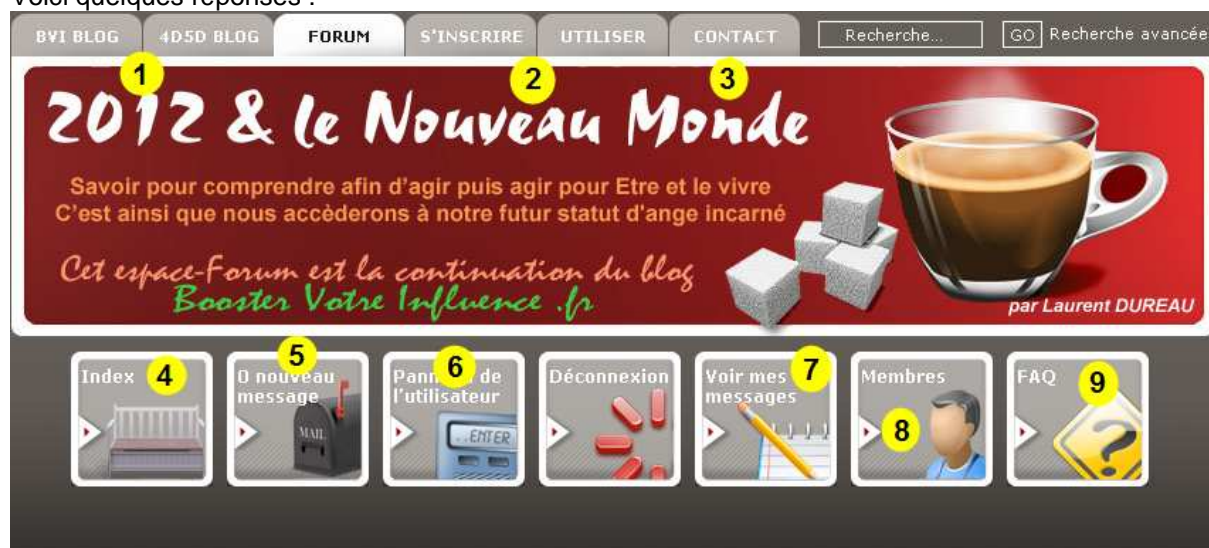 Voici quelques réponses :
BVI BLOG 4D5D BLOG FORUM S'INSCRIRE UTILISER CONTACT Recherche... GO Recherche avancée
1 2 3
2012 & le Nouveau Monde
Savoir pour comprendre afin d'agir puis agir pour Etre et le vivre
C'est ainsi que nous accèderons à notre futur statut d'ange incarné
Cet espace-Forum est la continuation du blog
Booster Votre Influence .fr
par Laurent DUREAU
Index 4
5
0 nouveau
message
MAIL
6
de
l'utilisateur
..ENTER
Déconnexion
Voir mes 7
messages
Membres
8
FAQ 9
?